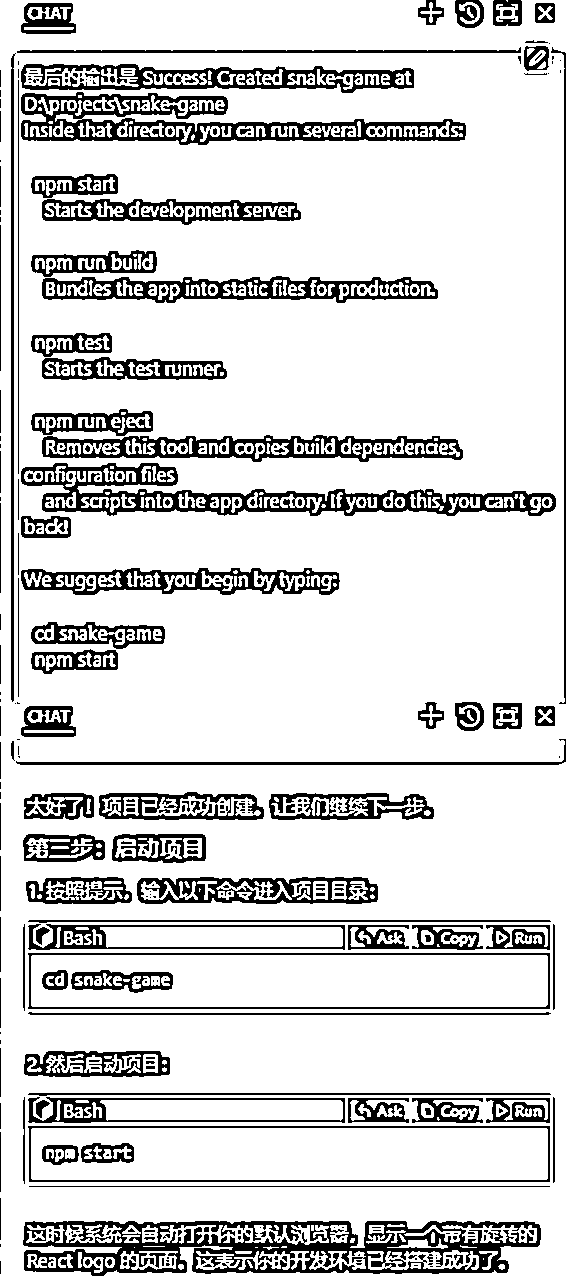 CHAT
最后的输出是 Success! Created snake-game at
D:\projects\snake-game
Inside that directory, you can run several commands:
npm start
Starts the development server.
npm run build
Bundles the app into static files for production.
npm test
Starts the test runner.
npm run eject
Removes this tool and copies build dependencies,
configuration files
and scripts into the app directory. If you do this, you can't go
back!
We suggest that you begin by typing:
cd snake-game
npm start
CHAT
太好了！项目已经成功创建，让我们继续下一步。
第三步：启动项目
1. 按照提示，输入以下命令进入项目目录：
Bash Ask Copy Run
cd snake-game
2. 然后启动项目：
Bash Ask Copy Run
npm start
这时候系统会自动打开你的默认浏览器，显示一个带有旋转的
React logo 的页面，这表示你的开发环境已经搭建成功了。